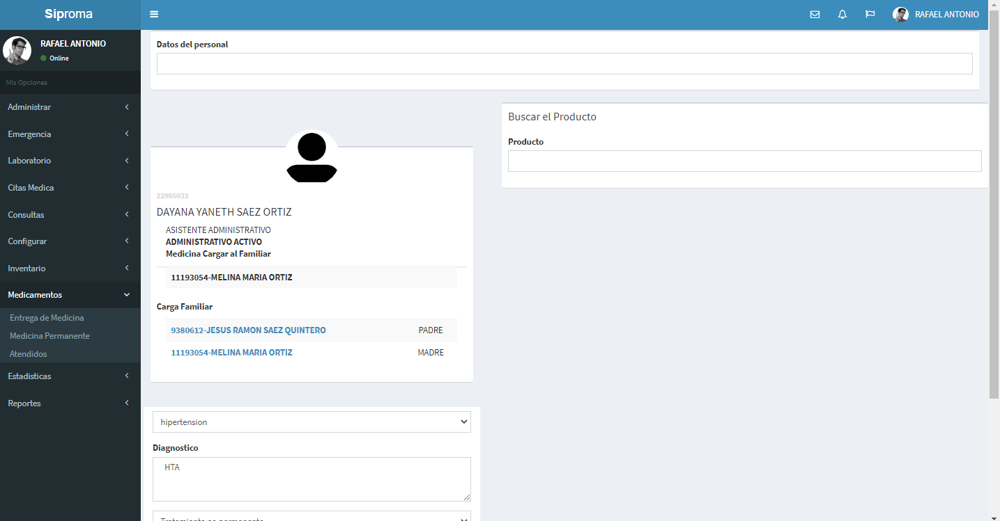 Siproma
RAFAEL ANTONIO
RAFAEL ANTONIO
Online
Mis Opciones
Administrar
Emergencia
Laboratorio
Citas Medica
Consultas
Configurar
Inventario
Medicamentos
Entrega de Medicina
Medicina Permanente
Atendidos
Estadisticas
Reportes
Datos del personal
22985033
DAYANA YANETH SAEZ ORTIZ
ASISTENTE ADMINISTRATIVO
ADMINISTRATIVO ACTIVO
Medicina Cargar al Familiar
11193054-MELINA MARIA ORTIZ
Carga Familiar
9380612-JESUS RAMON SAEZ QUINTERO PADRE
11193054-MELINA MARIA ORTIZ MADRE
hipertension
Diagnostico
HTA
Tratamiento no permanente
Buscar el Producto
Producto